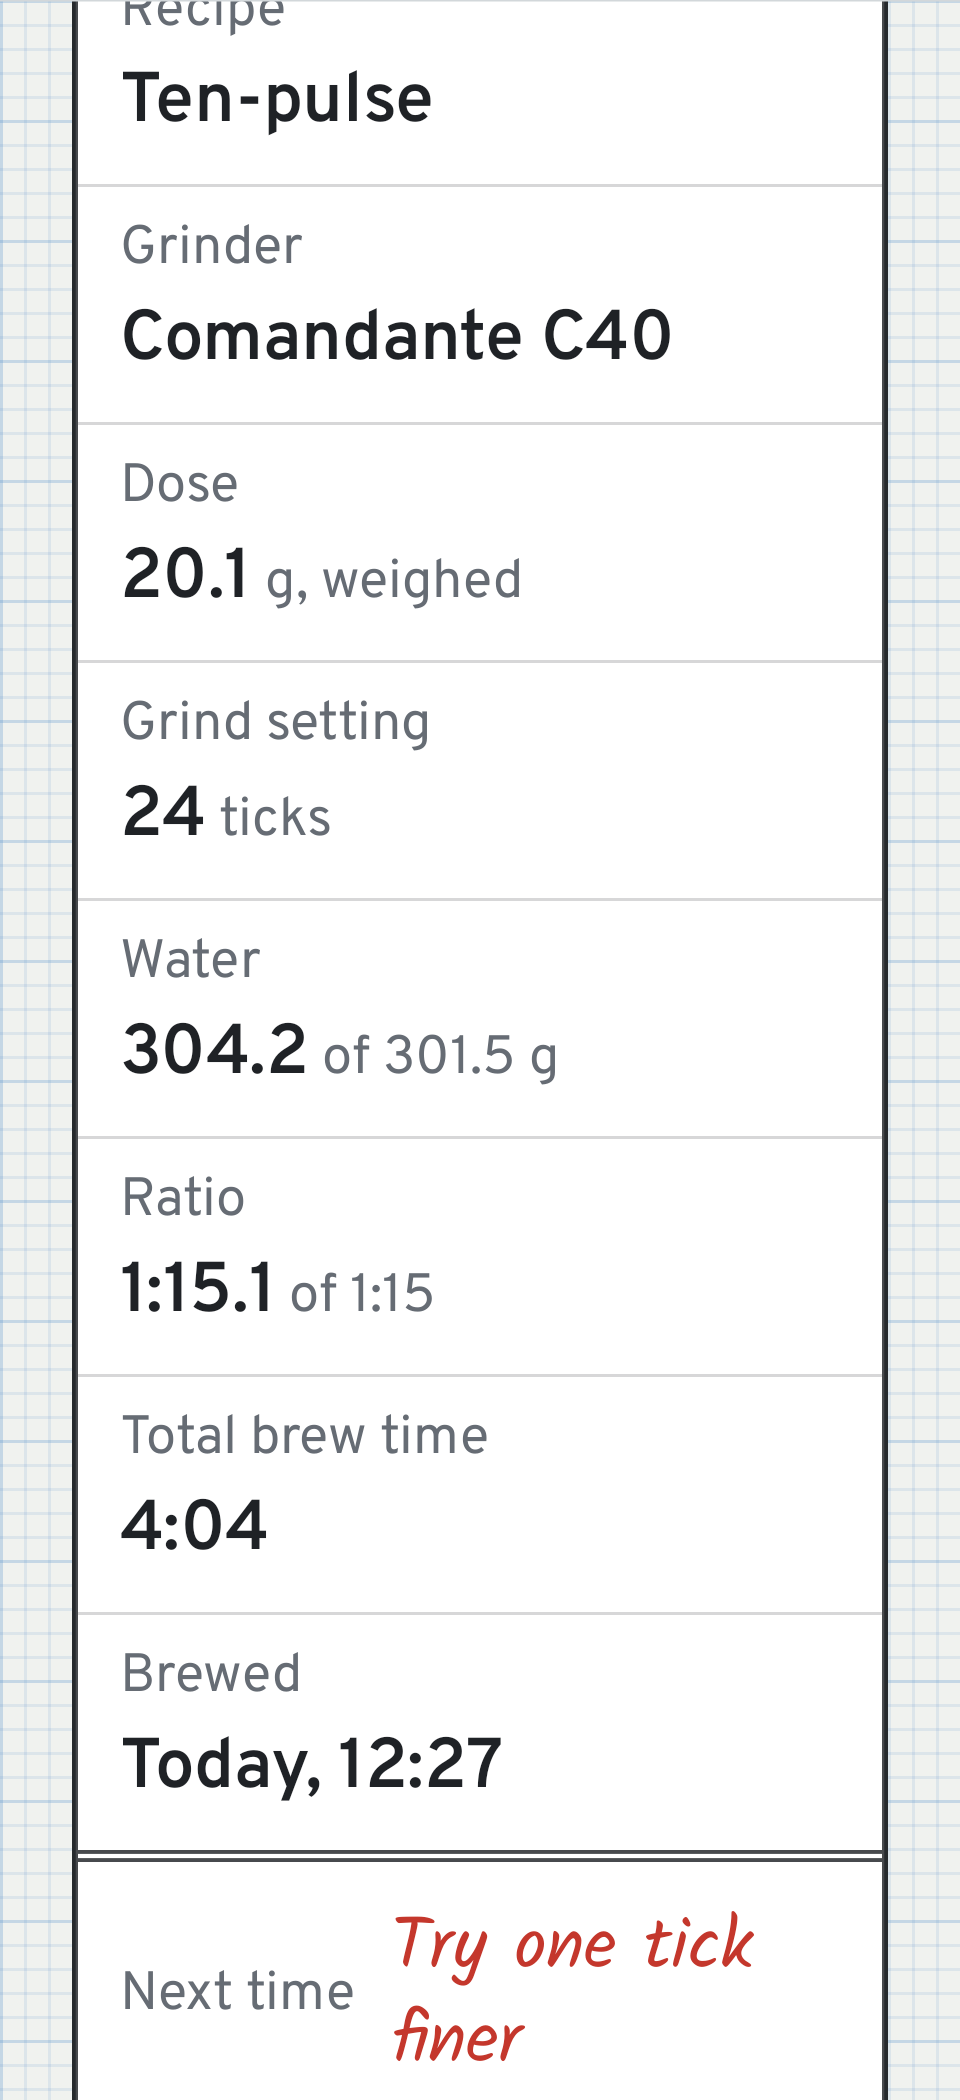 Recipe
Ten-pulse
Grinder
Comandante C40
Dose
20.1 g, weighed
Grind setting
24 ticks
Water
304.2 of 301.5 g
Ratio
1:15.1 of 1:15
Total brew time
4:04
Brewed
Today, 12:27
Next time
Try one tick
finer